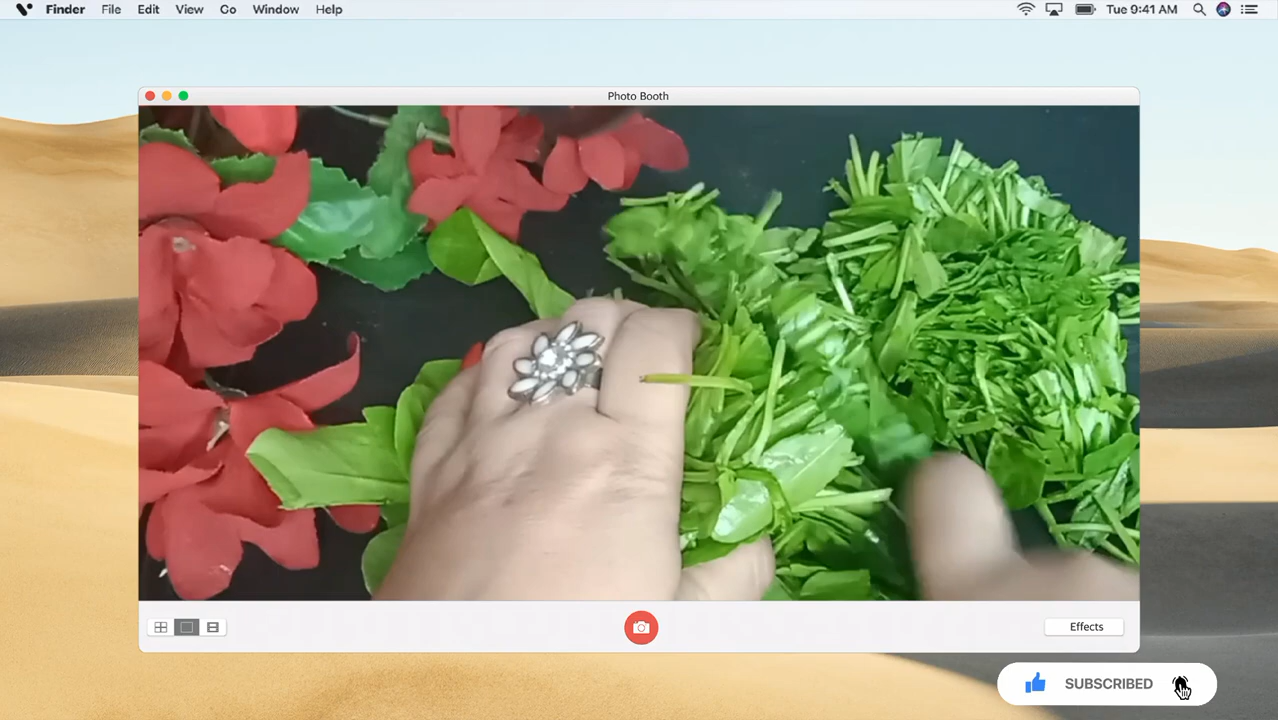 Finder File Edit View Go Window Help Tue 9:41 AM
Photo Booth
Effects
SUBSCRIBED